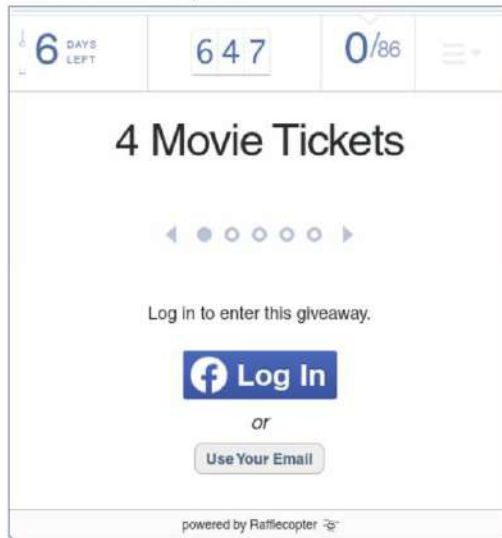 6 DAYS LEFT
647
0/86
4 Movie Tickets
Log in to enter this giveaway.
Log In
or
Use Your Email
powered by Rafflecopter